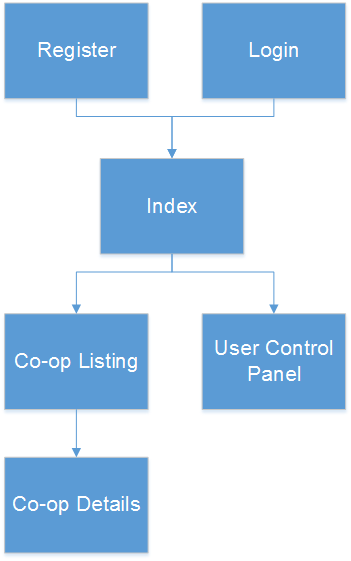 Register
Login
Index
Co-op Listing
User Control
Panel
Co-op Details